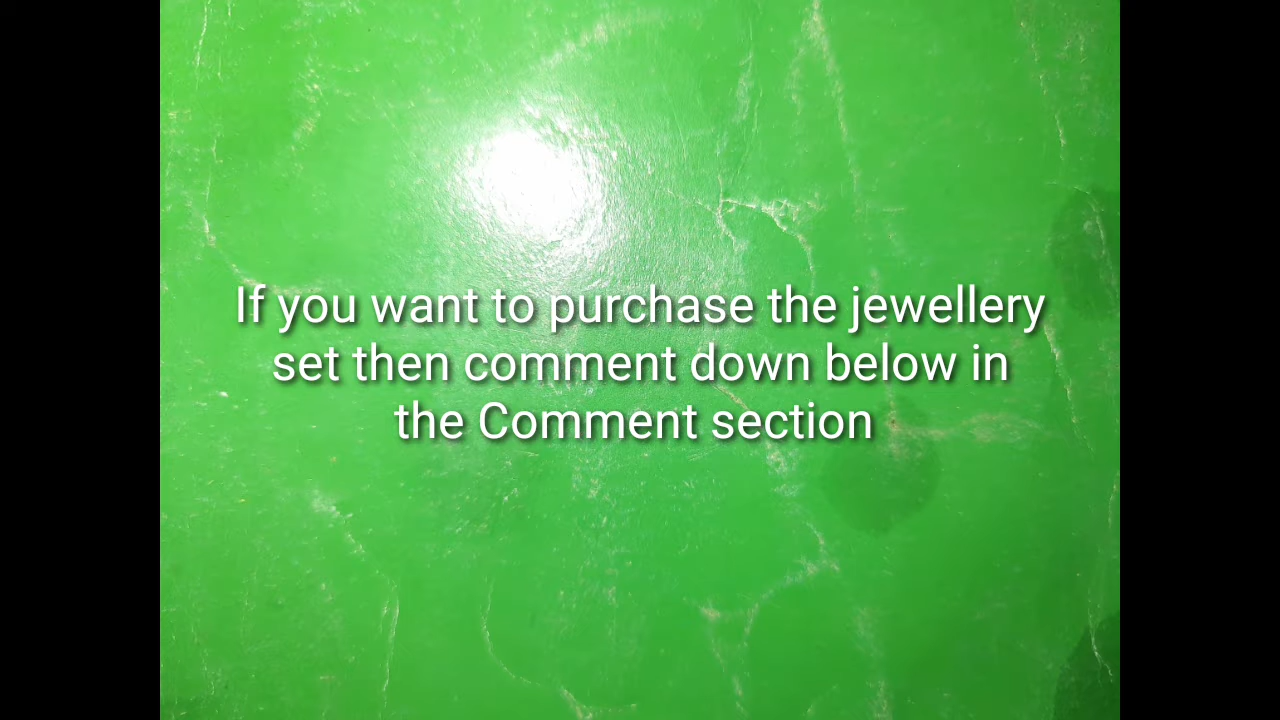 If you want to purchase the jewellery
set then comment down below in
the Comment section